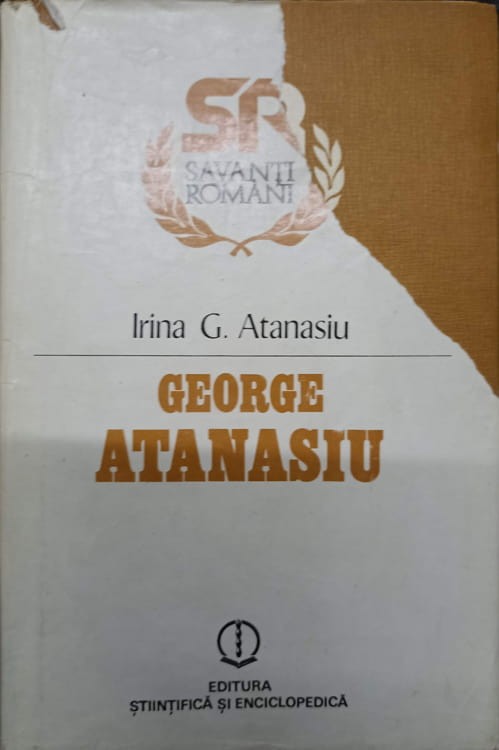 SR
SAVANȚI
ROMÂNI
Irina G. Atanasiu
GEORGE
ATANASIU
EDITURA
ȘTIINȚIFICĂ ȘI ENCICLOPEDICĂ